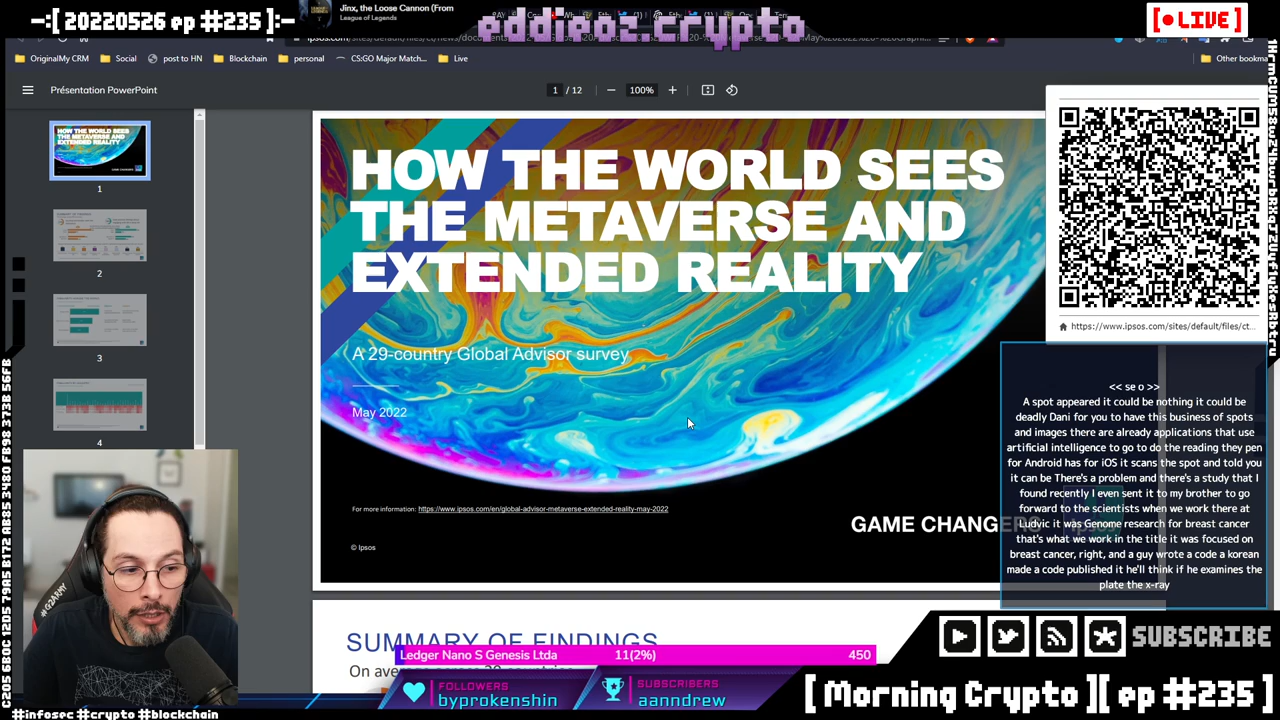 -:[ 20220526 ep #235 ]:-
Jinx, the Loose Cannon (From
League of Legends
eddieoz crypto
[ • LIVE ]
OriginalMy CRM
Social
post to HN
Blockchain
personal
CS:GO Major Match...
Live
Other bookma
Présentation PowerPoint
1 / 12
100%
1
2
3
4
HOW THE WORLD SEES
THE METAVERSE AND
EXTENDED REALITY
A 29-country Global Advisor survey
May 2022
For more information: https://www.ipsos.com/en/global-advisor-metaverse-extended-reality-may-2022
© Ipsos
GAME CHANGERS
SUMMARY OF FINDINGS
https://www.ipsos.com/sites/default/files/ct...
<< se o >>
A spot appeared it could be nothing it could be
deadly Dani for you to have this business of spots
and images there are already applications that use
artificial intelligence to go to do the reading they pen
for Android has for iOS it scans the spot and told you
it can be There's a problem and there's a study that I
found recently I even sent it to my brother to go
forward to the scientists when we work there at
Ludvic it was Genome research for breast cancer
that's what we work in the title it was focused on
breast cancer, right, and a guy wrote a code a korean
made a code published it he'll think if he examines the
plate the x-ray
Ledger Nano S Genesis Ltda 11(2%) 450
FOLLOWERS
byprokenshin
SUBSCRIBERS
aanndrew
SUBSCRIBE
[ Morning Crypto ][ ep #235 ]
#infosec #crypto #blockchain